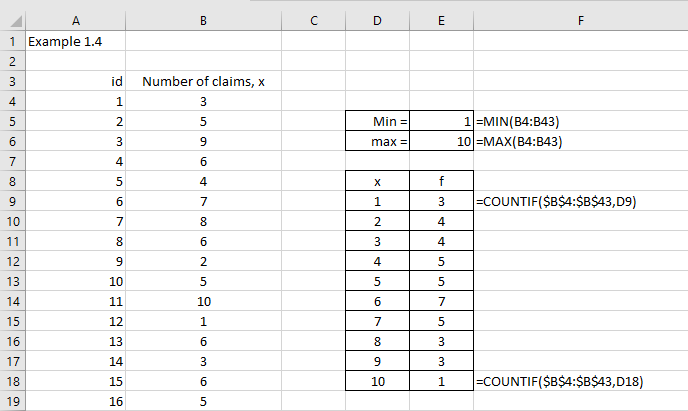 A B C D E F
1 Example 1.4
2
3 id Number of claims, x
4 1 3
5 2 5 Min = 1 =MIN(B4:B43)
6 3 9 max = 10 =MAX(B4:B43)
7 4 6
8 5 4 x f
9 6 7 1 3 =COUNTIF($B$4:$B$43,D9)
10 7 8 2 4
11 8 6 3 4
12 9 2 4 5
13 10 5 5 5
14 11 10 6 7
15 12 1 7 5
16 13 6 8 3
17 14 3 9 3
18 15 6 10 1 =COUNTIF($B$4:$B$43,D18)
19 16 5